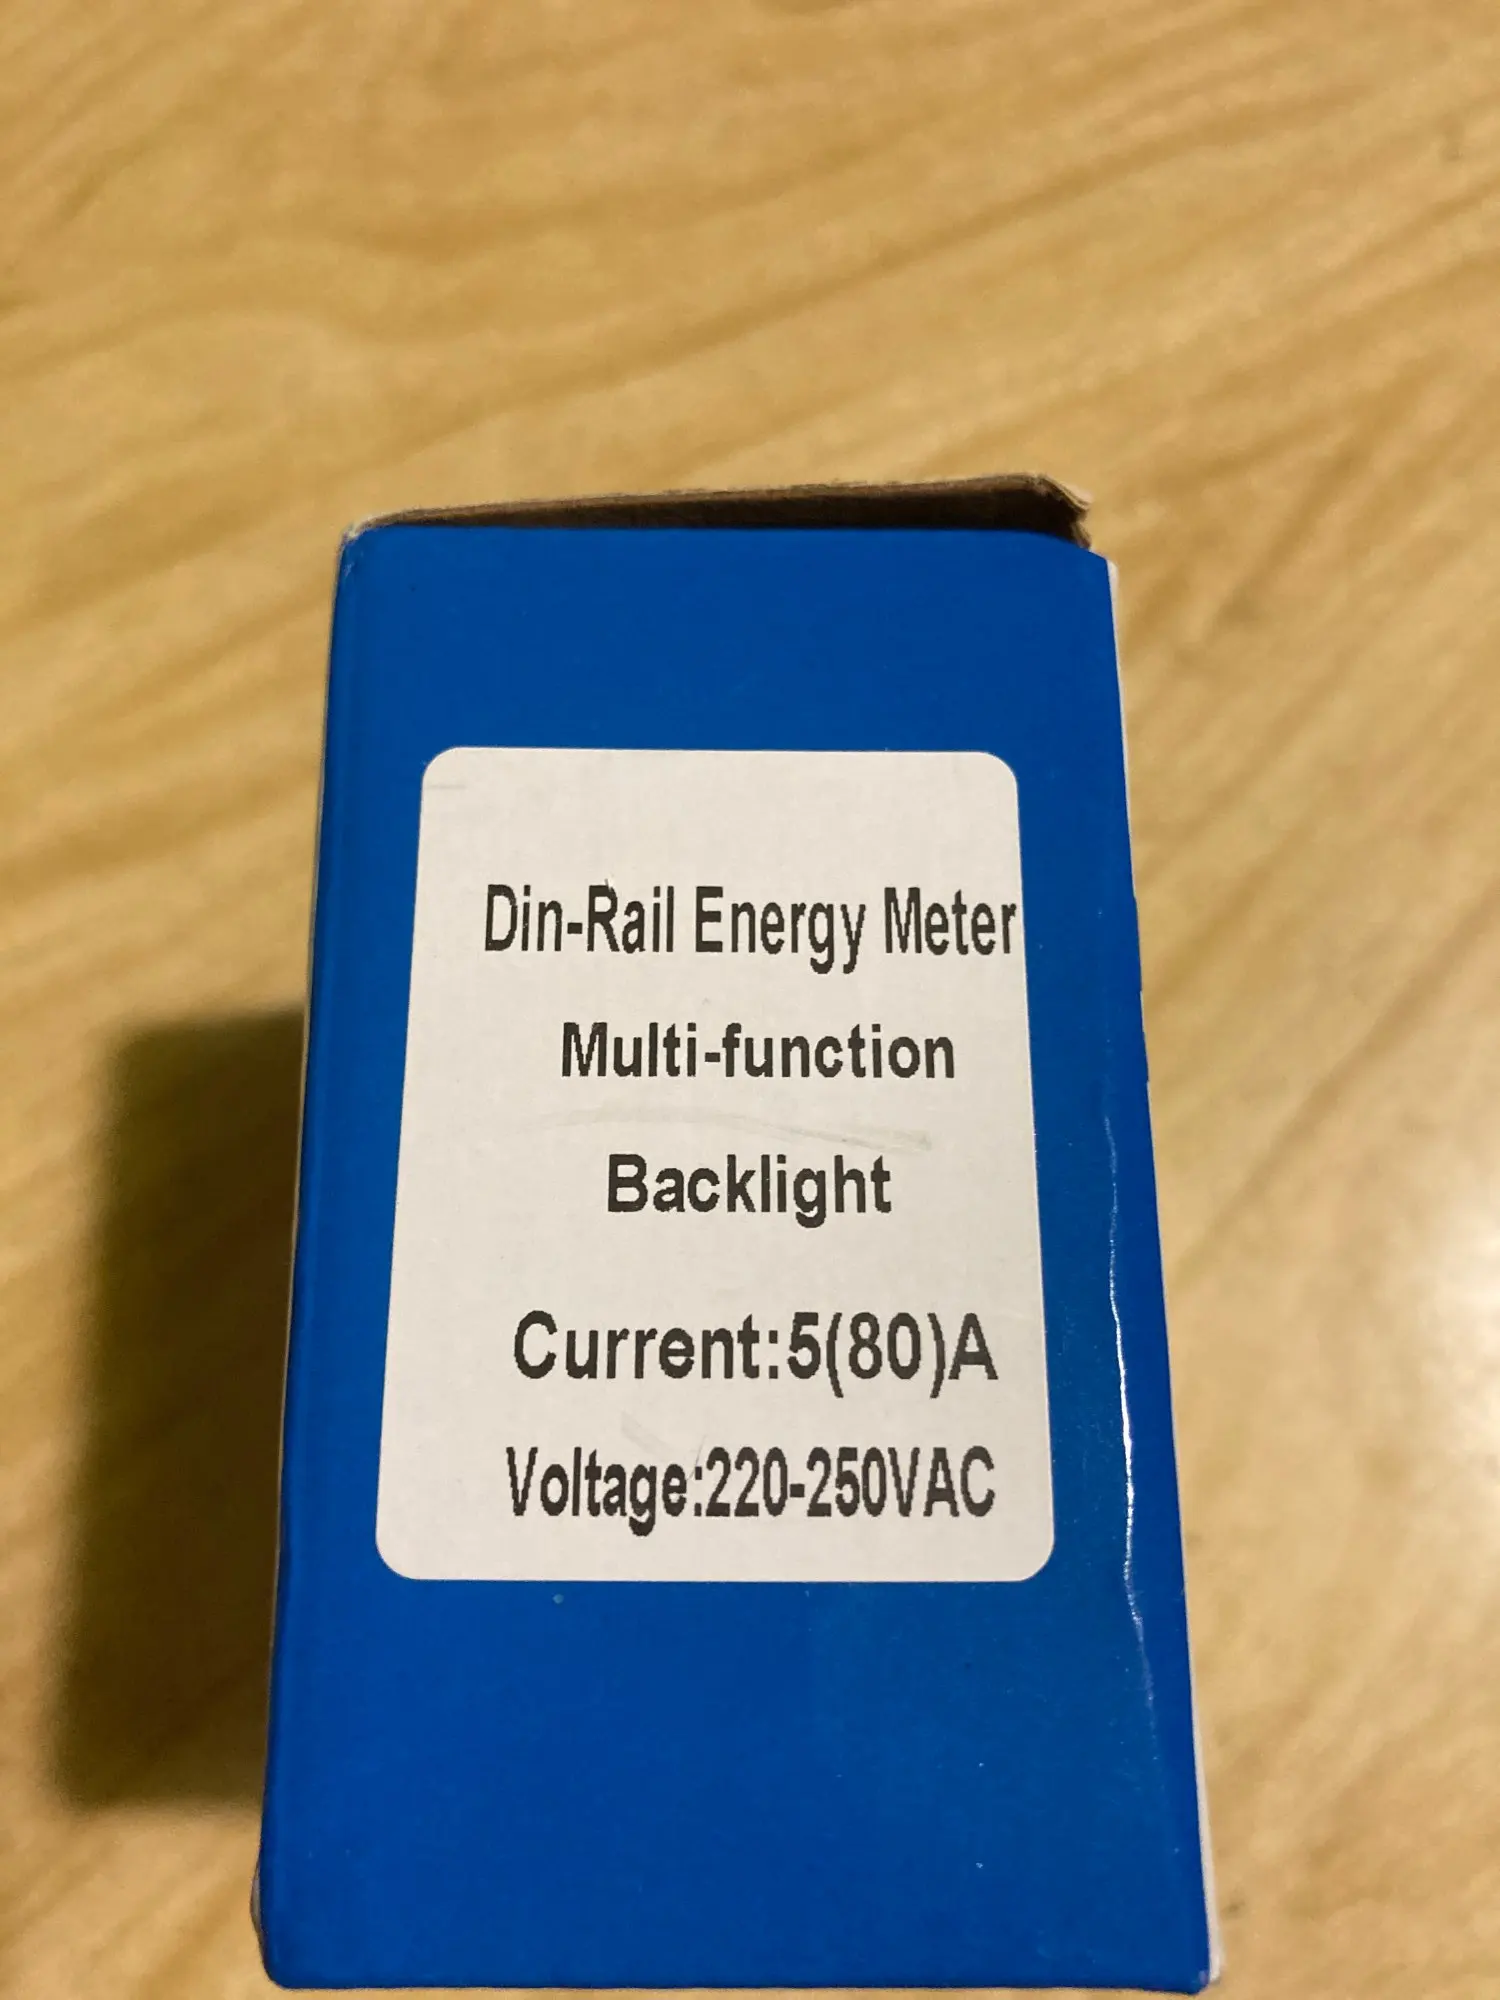 Din-Rail Energy Meter
Multi-function
Backlight
Current:5(80)A
Voltage:220-250VAC